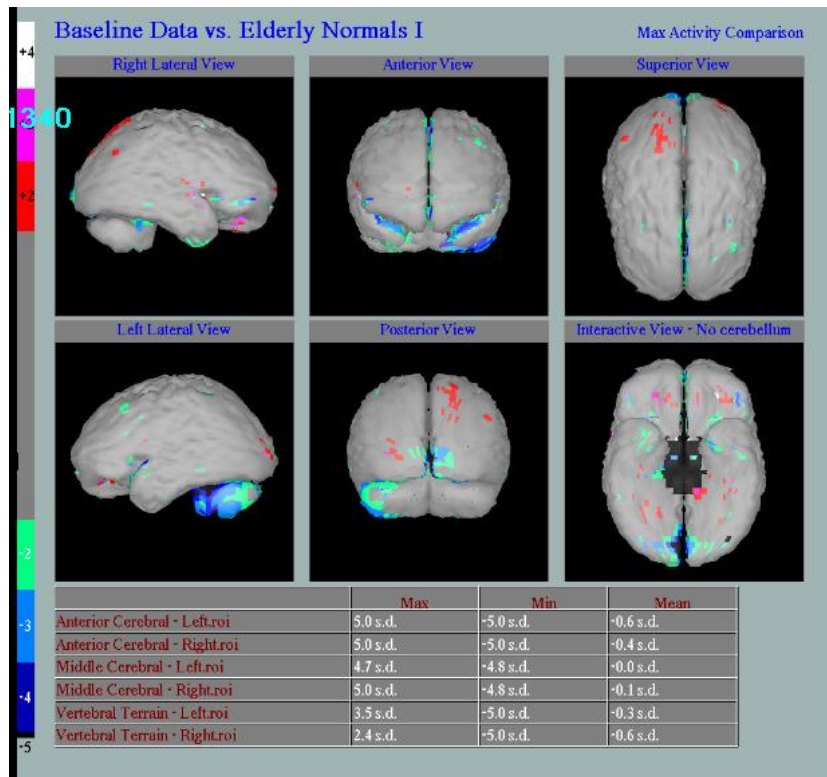 Baseline Data vs. Elderly Normals I
Max Activity Comparison
+4
1340
+2
-2
-3
-4
-5
Right Lateral View
Anterior View
Superior View
Left Lateral View
Posterior View
Interactive View - No cerebellum
Max Min Mean
Anterior Cerebral - Left.roi 5.0 s.d. -5.0 s.d. -0.6 s.d.
Anterior Cerebral - Right.roi 5.0 s.d. -5.0 s.d. -0.4 s.d.
Middle Cerebral - Left.roi 4.7 s.d. -4.8 s.d. -0.0 s.d.
Middle Cerebral - Right.roi 5.0 s.d. -4.8 s.d. -0.1 s.d.
Vertebral Terrain - Left.roi 3.5 s.d. -5.0 s.d. -0.3 s.d.
Vertebral Terrain - Right.roi 2.4 s.d. -5.0 s.d. -0.6 s.d.